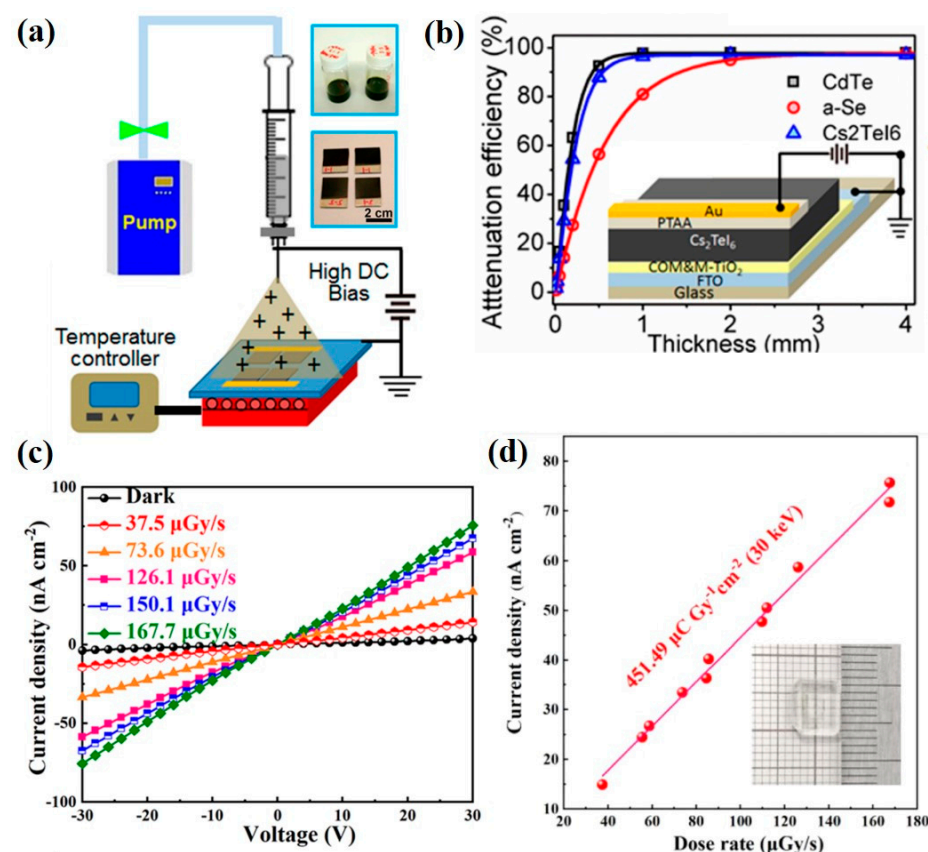 (a)
Pump
2 cm
High DC
Bias
Temperature
controller
(b)
Atttenuation efficiency (%)
100
80
60
40
20
0
CdTe
a-Se
Cs2TeI6
Au
PTAA
Cs₂TeI₆
COM&M-TiO₂
FTO
Glass
0
1
2
3
4
Thickness (mm)
(c)
Current density (nA cm⁻²)
100
50
0
-50
-100
Dark
37.5 μGy/s
73.6 μGy/s
126.1 μGy/s
150.1 μGy/s
167.7 μGy/s
-30
-20
-10
0
10
20
30
Voltage (V)
(d)
Current density (nA cm⁻²)
80
70
60
50
40
30
20
10
451.49 μC Gy⁻¹cm⁻² (30 keV)
20
40
60
80
100
120
140
160
180
Dose rate (μGy/s)